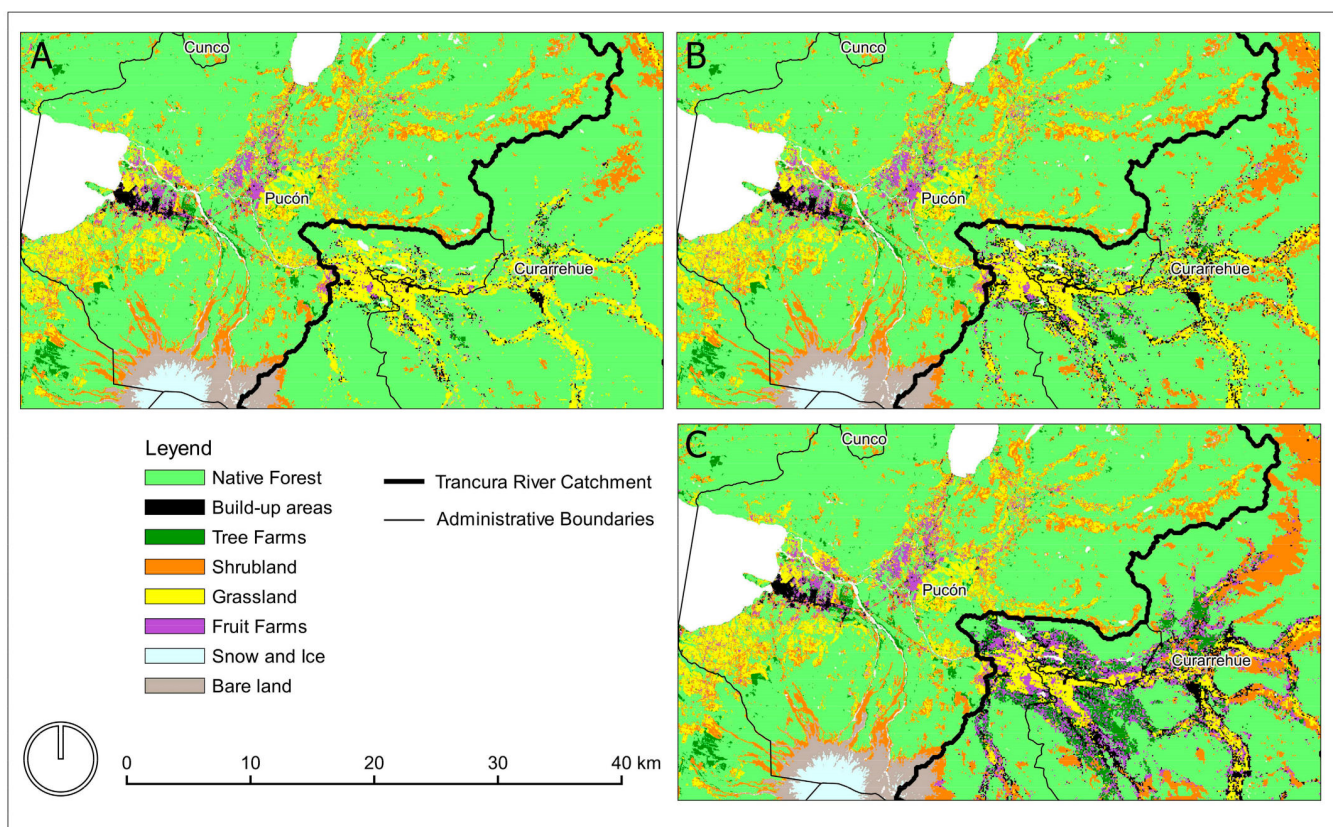 A
Cunco
Pucón
Curarrehue
B
Cunco
Pucón
Curarrehue
C
Cunco
Pucón
Curarrehue
Leyend
Native Forest
Build-up areas
Tree Farms
Shrubland
Grassland
Fruit Farms
Snow and Ice
Bare land
Trancura River Catchment
Administrative Boundaries
0 10 20 30 40 km